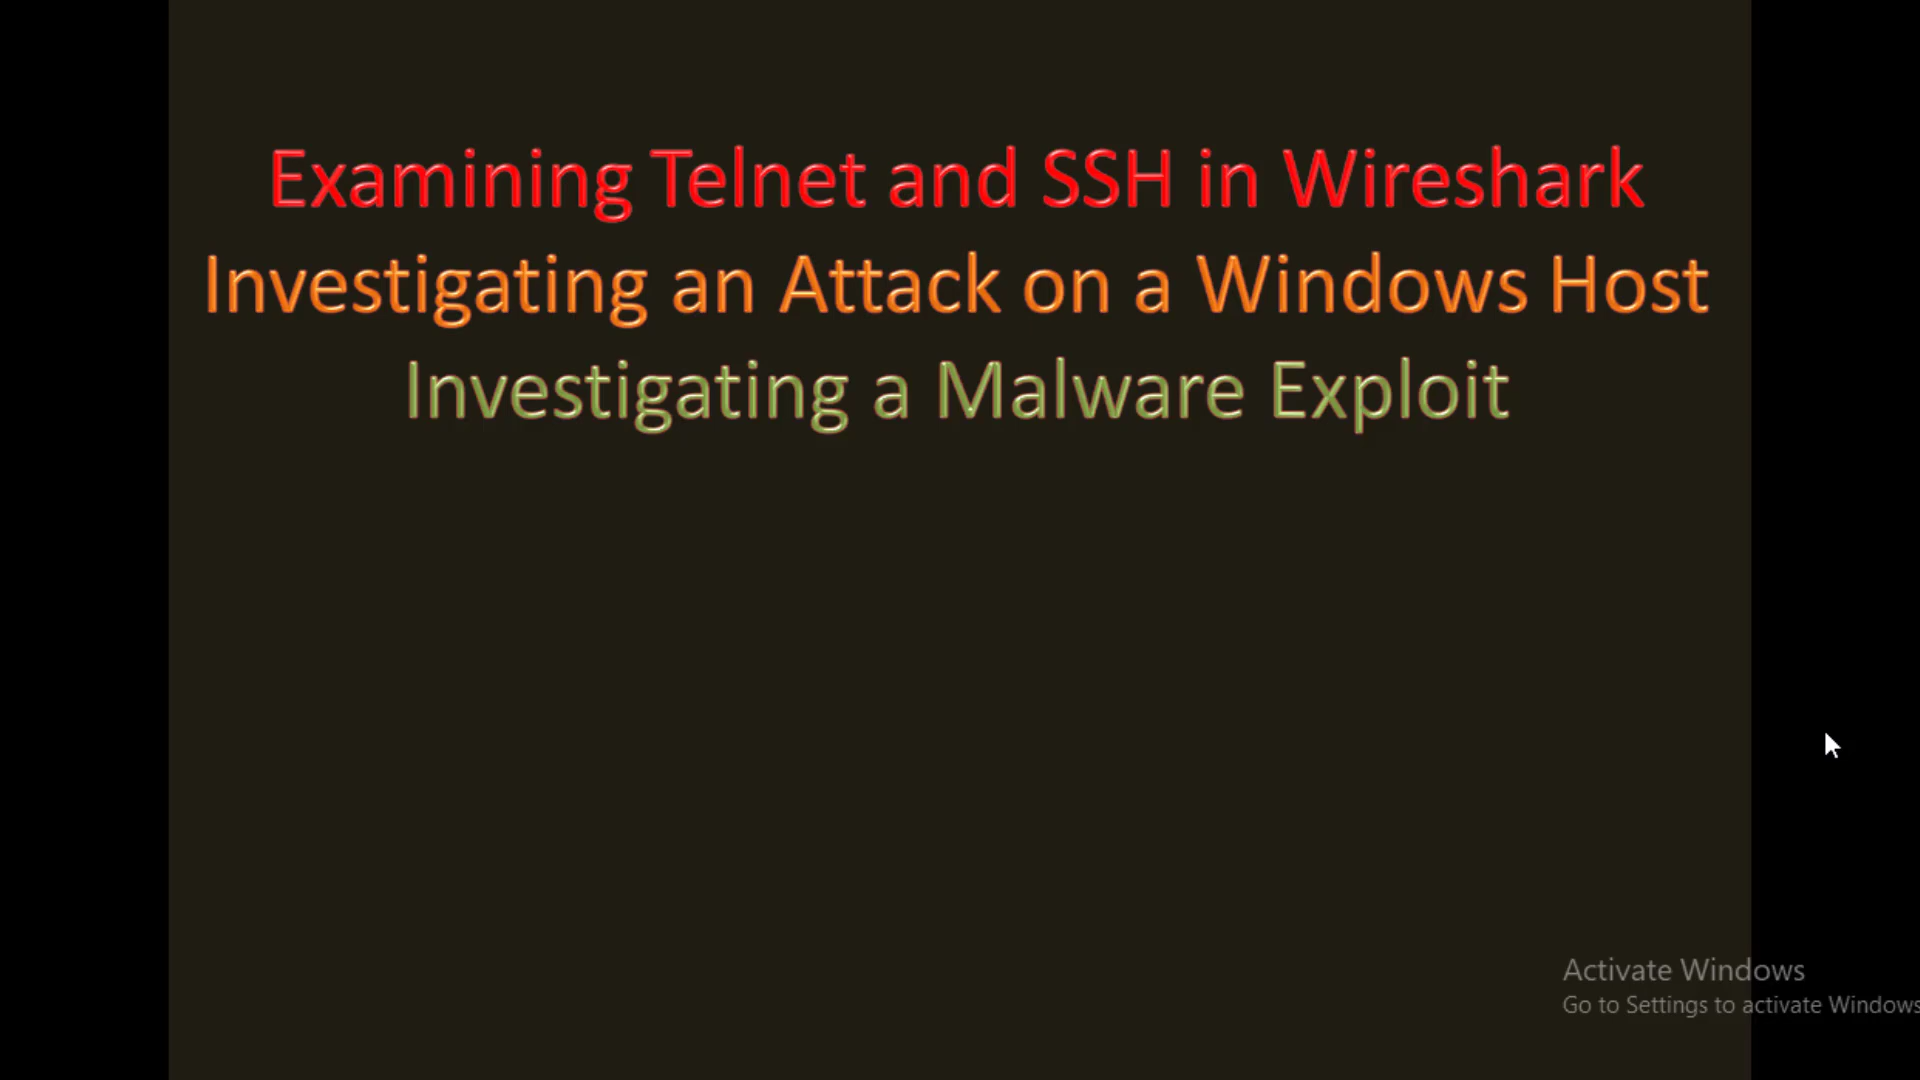 Examining Telnet and SSH in Wireshark
Investigating an Attack on a Windows Host
Investigating a Malware Exploit
Activate Windows
Go to Settings to activate Windows